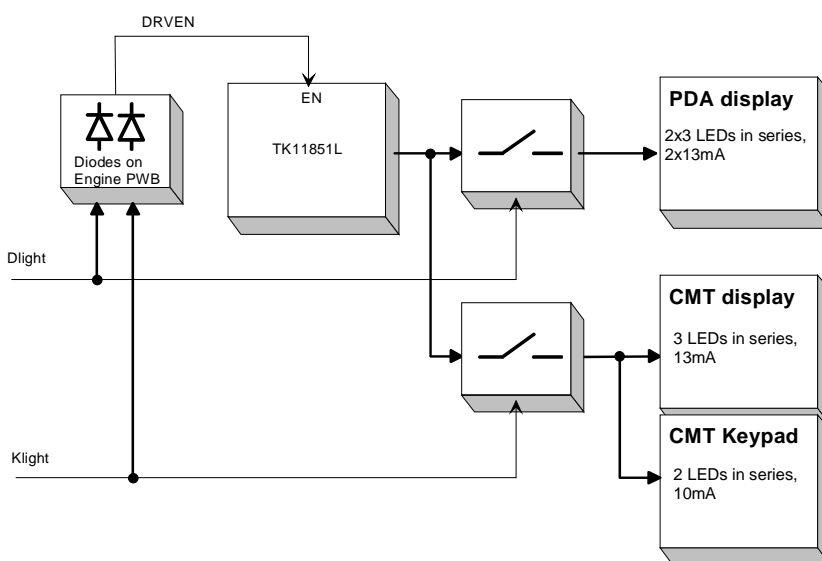 DRVEN
EN
TK11851L
Diodes on
Engine PWB
PDA display
2x3 LEDs in series,
2x13mA
Dlight
CMT display
3 LEDs in series,
13mA
Klight
CMT Keypad
2 LEDs in series,
10mA